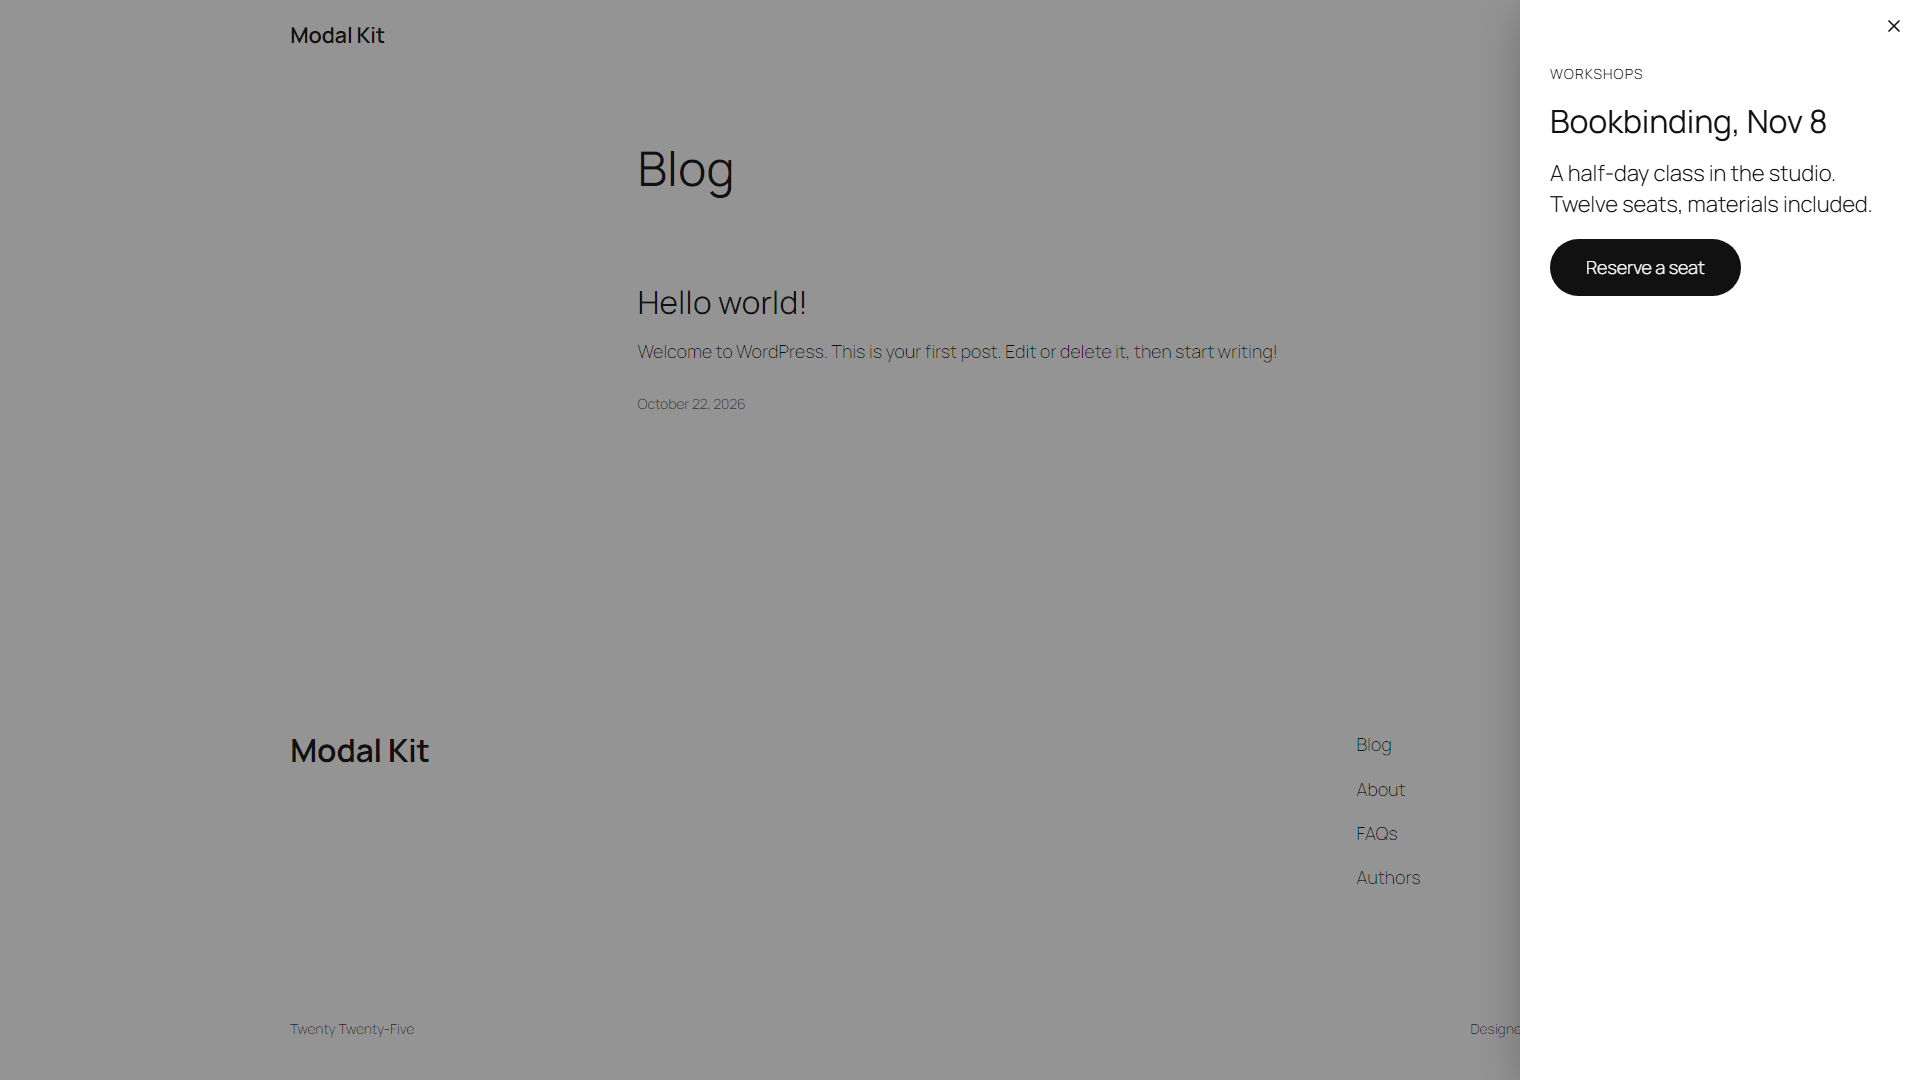 Modal Kit
Blog
Hello world!
Welcome to WordPress. This is your first post. Edit or delete it, then start writing!
October 22, 2026
Modal Kit
Blog
About
FAQs
Authors
Twenty Twenty-Five
WORKSHOPS
Bookbinding, Nov 8
A half-day class in the studio.
Twelve seats, materials included.
Reserve a seat